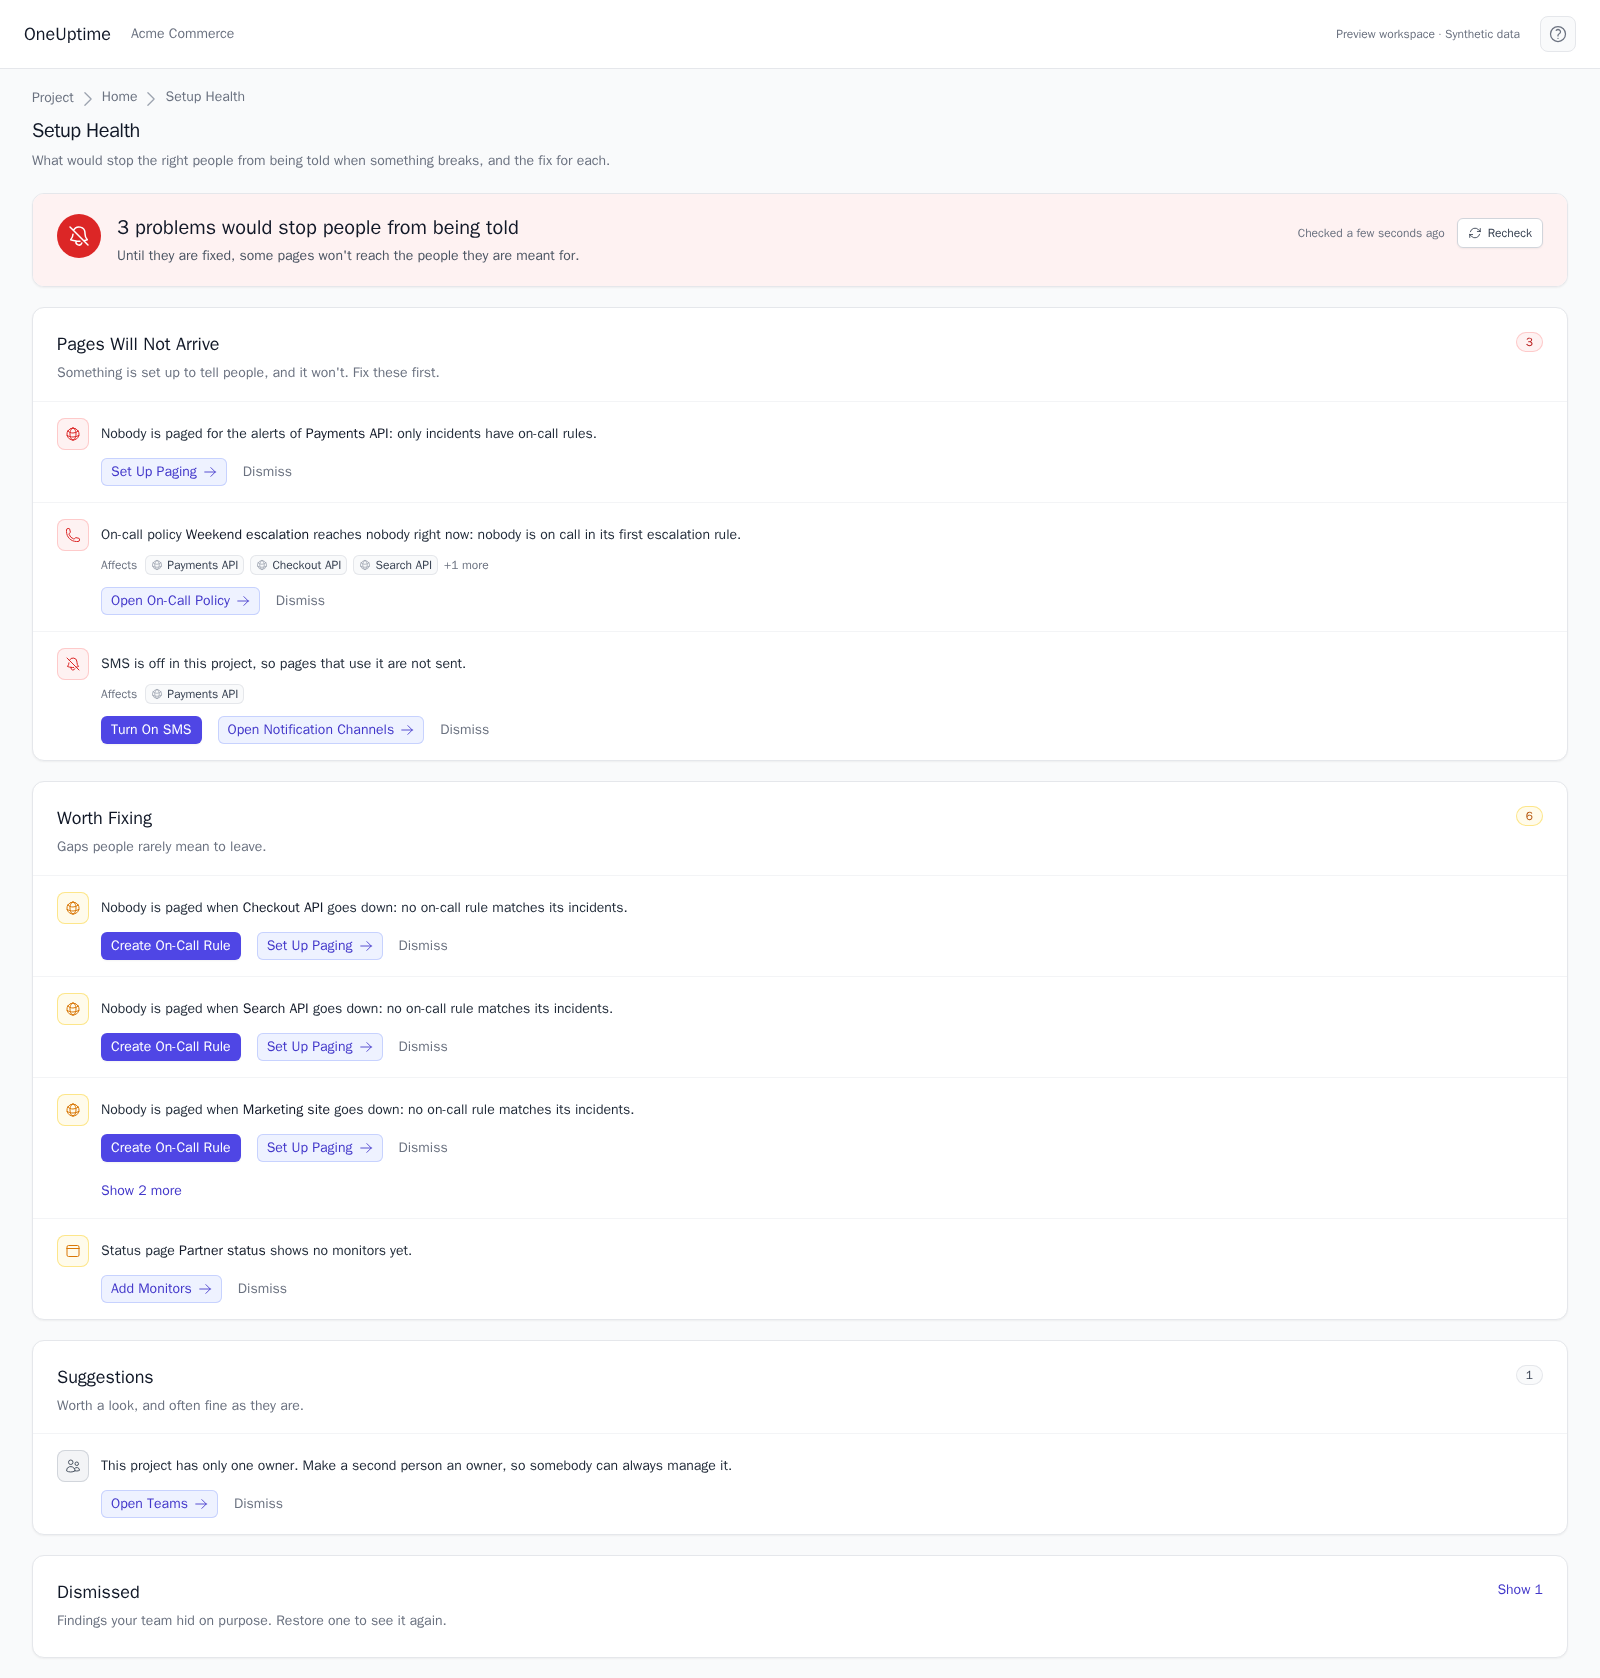 OneUptime Acme Commerce Preview workspace · Synthetic data
Project Home Setup Health
Setup Health
What would stop the right people from being told when something breaks, and the fix for each.
3 problems would stop people from being told
Until they are fixed, some pages won't reach the people they are meant for.
Checked a few seconds ago Recheck
Pages Will Not Arrive 3
Something is set up to tell people, and it won't. Fix these first.
Nobody is paged for the alerts of Payments API: only incidents have on-call rules.
Set Up Paging Dismiss
On-call policy Weekend escalation reaches nobody right now: nobody is on call in its first escalation rule.
Affects Payments API Checkout API Search API +1 more
Open On-Call Policy Dismiss
SMS is off in this project, so pages that use it are not sent.
Affects Payments API
Turn On SMS Open Notification Channels Dismiss
Worth Fixing 6
Gaps people rarely mean to leave.
Nobody is paged when Checkout API goes down: no on-call rule matches its incidents.
Create On-Call Rule Set Up Paging Dismiss
Nobody is paged when Search API goes down: no on-call rule matches its incidents.
Create On-Call Rule Set Up Paging Dismiss
Nobody is paged when Marketing site goes down: no on-call rule matches its incidents.
Create On-Call Rule Set Up Paging Dismiss
Show 2 more
Status page Partner status shows no monitors yet.
Add Monitors Dismiss
Suggestions 1
Worth a look, and often fine as they are.
This project has only one owner. Make a second person an owner, so somebody can always manage it.
Open Teams Dismiss
Dismissed Show 1
Findings your team hid on purpose. Restore one to see it again.